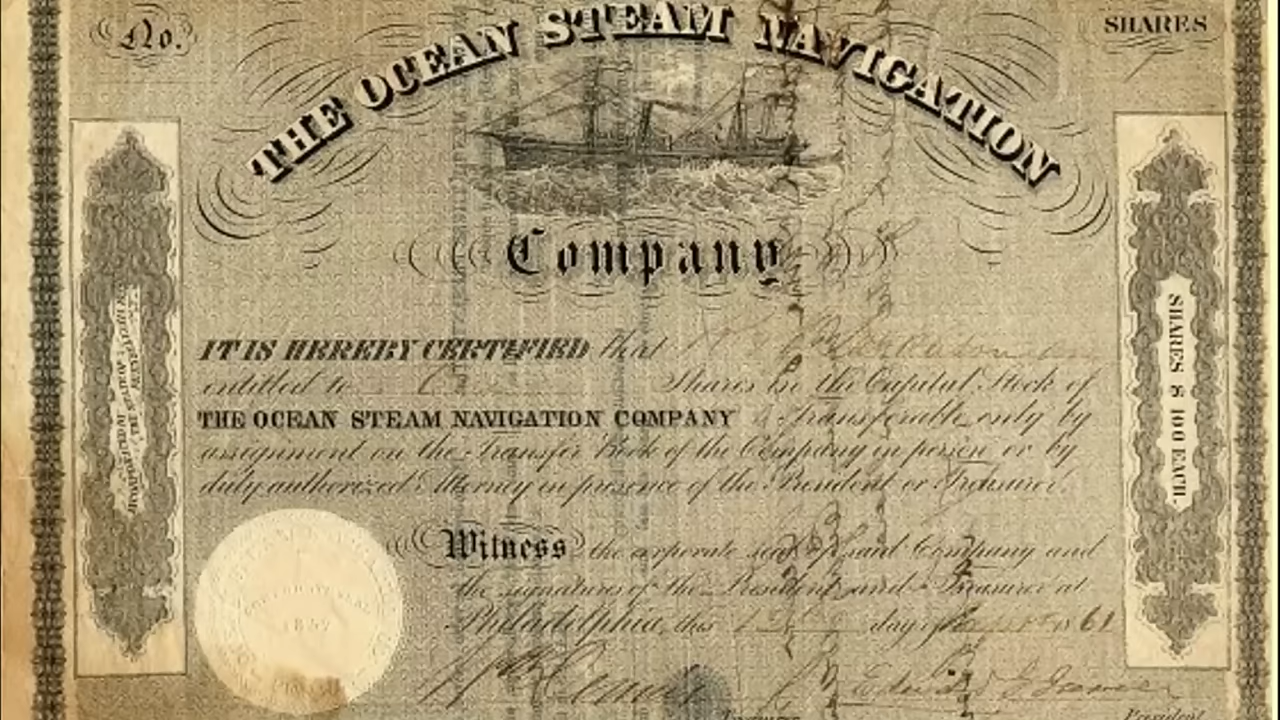 No.
SHARES
THE OCEAN STEAM NAVIGATION
Company
IT IS HEREBY CERTIFIED that
entitled to Shares in the Capital Stock of
THE OCEAN STEAM NAVIGATION COMPANY Transferable only by
assignment on the Transfer Book of the Company in person or by
duly authorized Attorney in presence of the President or Treasurer.
SHARES $ 100 EACH.
Witness the corporate seal of said Company and
the signatures of the President and Treasurer at
Philadelphia, this day of 1861
1857
President